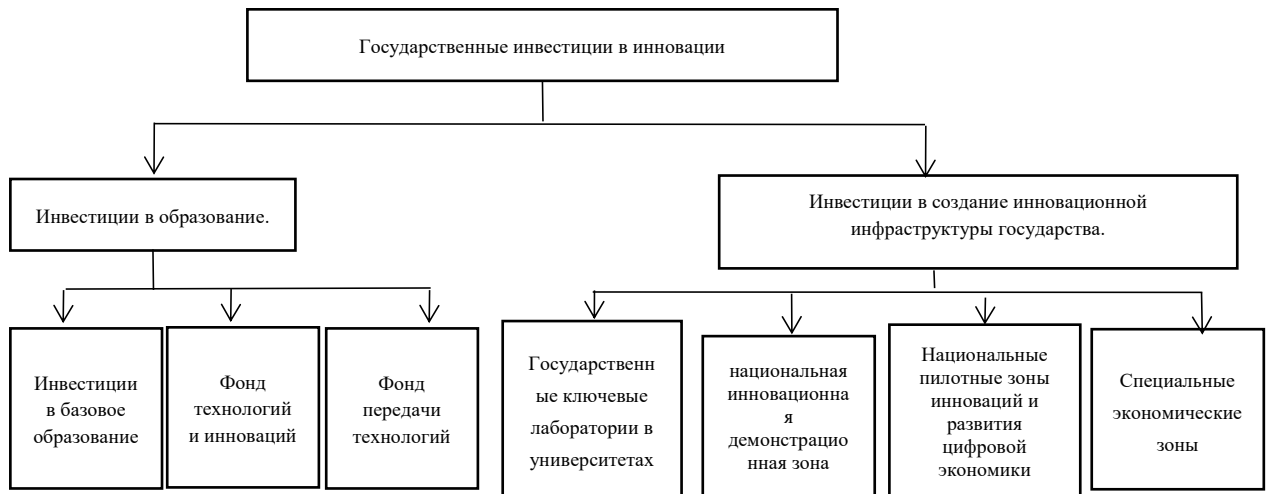 Государственные инвестиции в инновации
Инвестиции в образование.
Инвестиции в создание инновационной
инфраструктуры государства.
Инвестиции
в базовое
образование
Фонд
технологий
и инноваций
Фонд
передачи
технологий
Государственн
ые ключевые
лаборатории в
университетах
национальная
инновационна
я
демонстрацио
нная зона
Национальные
пилотные зоны
инноваций и
развития
цифровой
экономики
Специальные
экономические
зоны